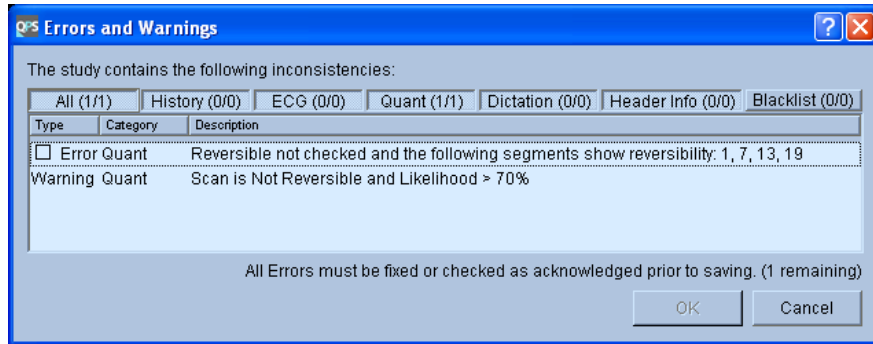 QPS Errors and Warnings
The study contains the following inconsistencies:
All (1/1) History (0/0) ECG (0/0) Quant (1/1) Dictation (0/0) Header Info (0/0) Blacklist (0/0)
Type Category Description
Error Quant Reversible not checked and the following segments show reversibility: 1, 7, 13, 19
Warning Quant Scan is Not Reversible and Likelihood > 70%
All Errors must be fixed or checked as acknowledged prior to saving. (1 remaining)
OK Cancel